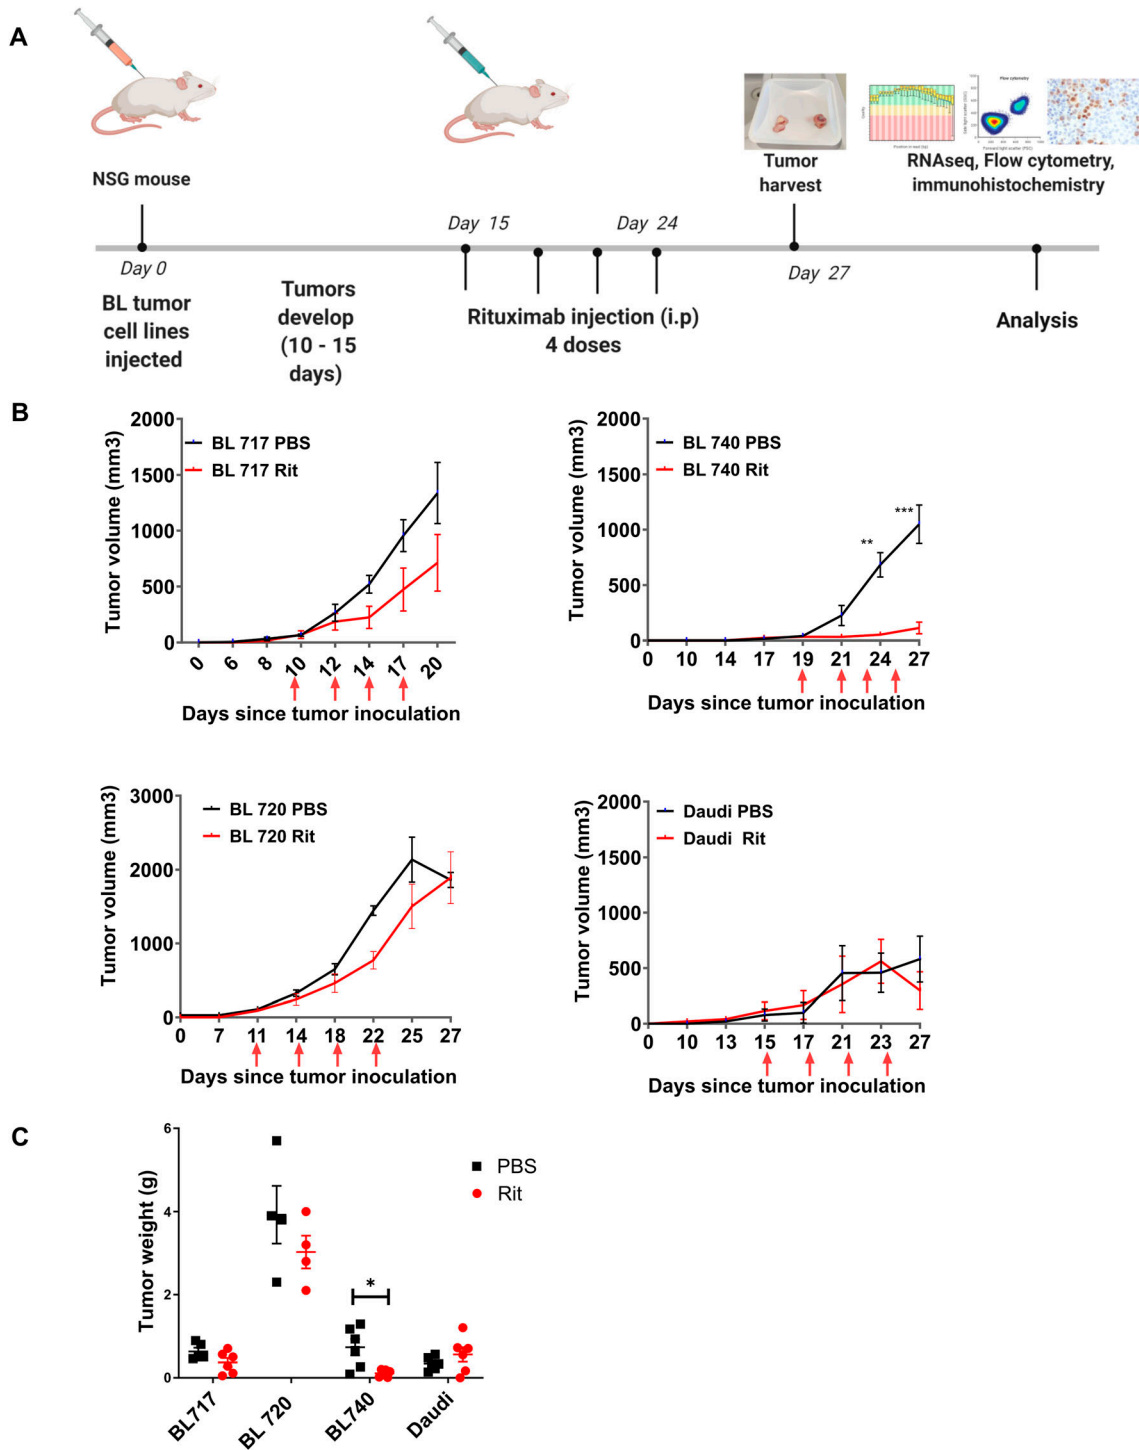 A
NSG mouse
Day 0
BL tumor
cell lines
injected
Tumors
develop
(10 - 15
days)
Day 15
Day 24
Rituximab injection (i.p)
4 doses
Tumor
harvest
Day 27
Flow cytometry
RNAseq, Flow cytometry,
immunohistochemistry
Analysis
B
Tumor volume (mm3)
2000
1500
1000
500
0
BL 717 PBS
BL 717 Rit
0 6 8 10 12 14 17 20
Days since tumor inoculation
Tumor volume (mm3)
2000
1500
1000
500
0
BL 740 PBS
BL 740 Rit
**
***
0 10 14 17 19 21 24 27
Days since tumor inoculation
Tumor volume (mm3)
3000
2000
1000
0
BL 720 PBS
BL 720 Rit
0 7 11 14 18 22 25 27
Days since tumor inoculation
Tumor volume (mm3)
2000
1500
1000
500
0
Daudi PBS
Daudi Rit
0 10 13 15 17 21 23 27
Days since tumor inoculation
C
Tumor weight (g)
6
4
2
0
PBS
Rit
*
BL717
BL 720
BL740
Daudi